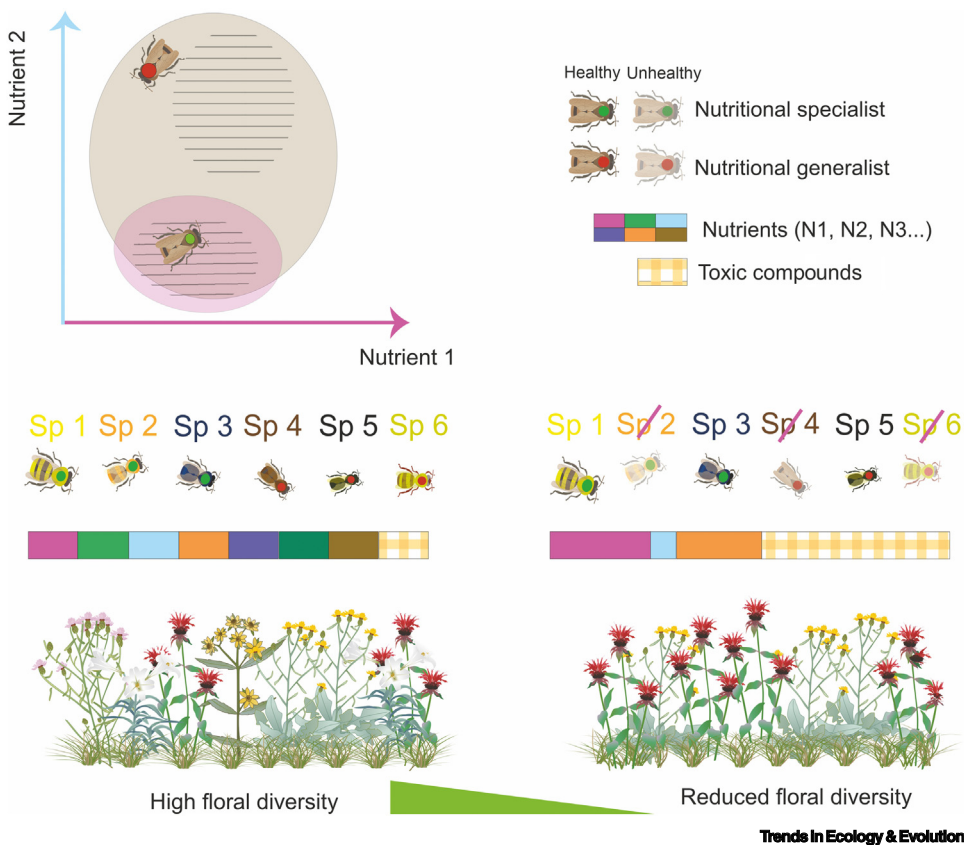 Nutrient 2
Nutrient 1
Healthy Unhealthy
Nutritional specialist
Nutritional generalist
Nutrients (N1, N2, N3...)
Toxic compounds
Sp 1 Sp 2 Sp 3 Sp 4 Sp 5 Sp 6
Sp 1 Sp 2 Sp 3 Sp 4 Sp 5 Sp 6
High floral diversity
Reduced floral diversity
Trends in Ecology & Evolution